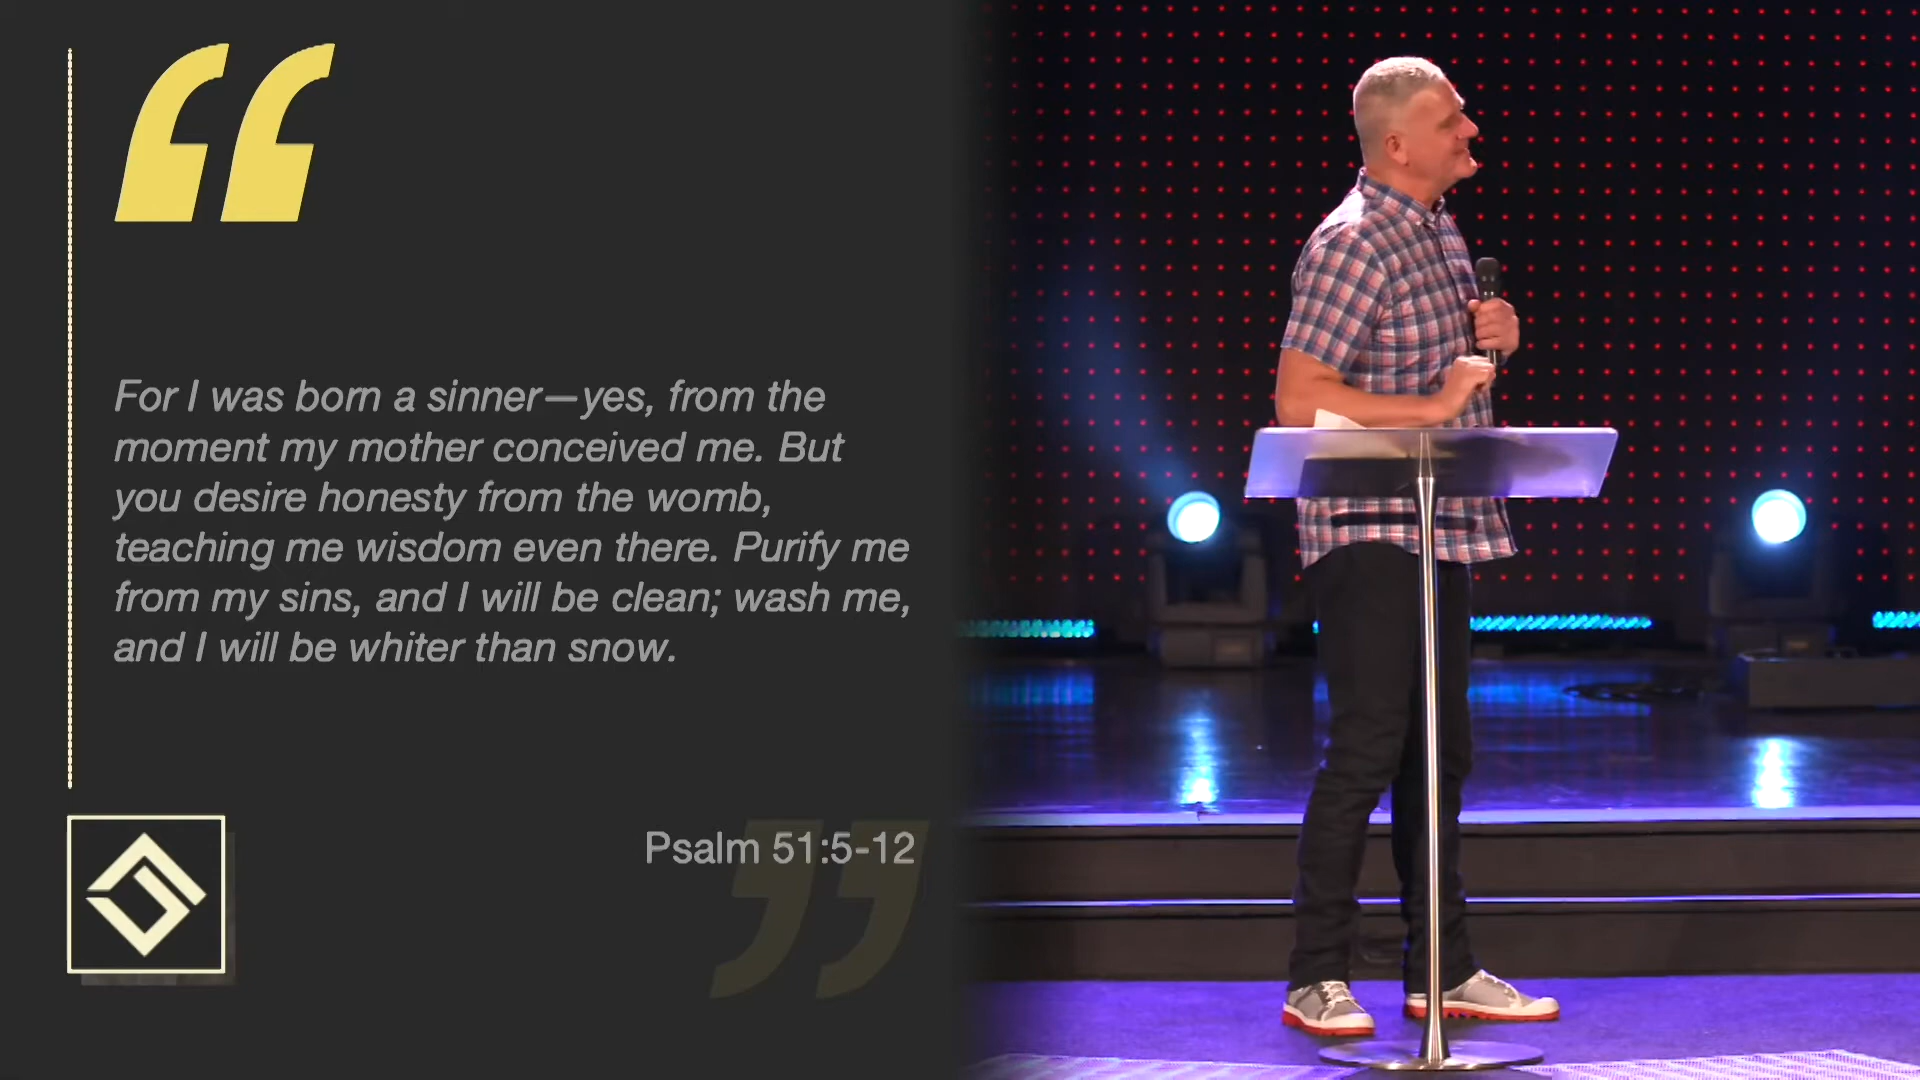 For I was born a sinner—yes, from the
moment my mother conceived me. But
you desire honesty from the womb,
teaching me wisdom even there. Purify me
from my sins, and I will be clean; wash me,
and I will be whiter than snow.
Psalm 51:5-12